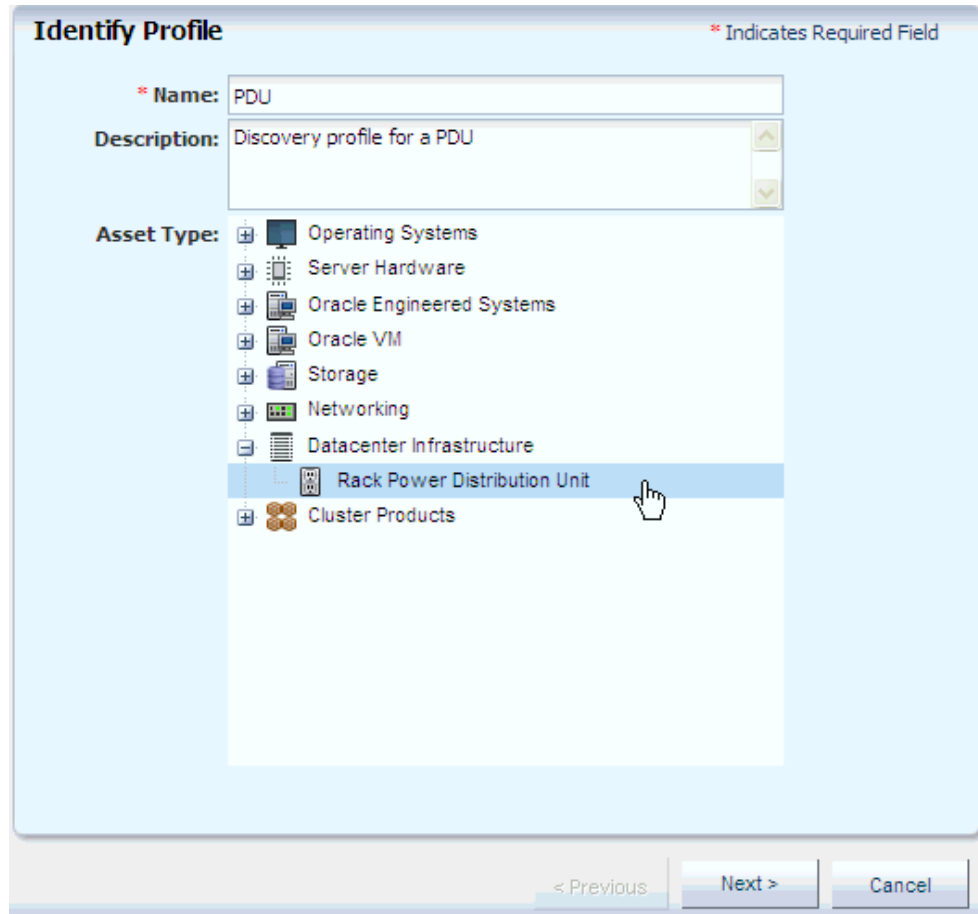 Identify Profile
* Indicates Required Field
* Name: PDU
Description: Discovery profile for a PDU
Asset Type:
Operating Systems
Server Hardware
Oracle Engineered Systems
Oracle VM
Storage
Networking
Datacenter Infrastructure
Rack Power Distribution Unit
Cluster Products
< Previous
Next >
Cancel